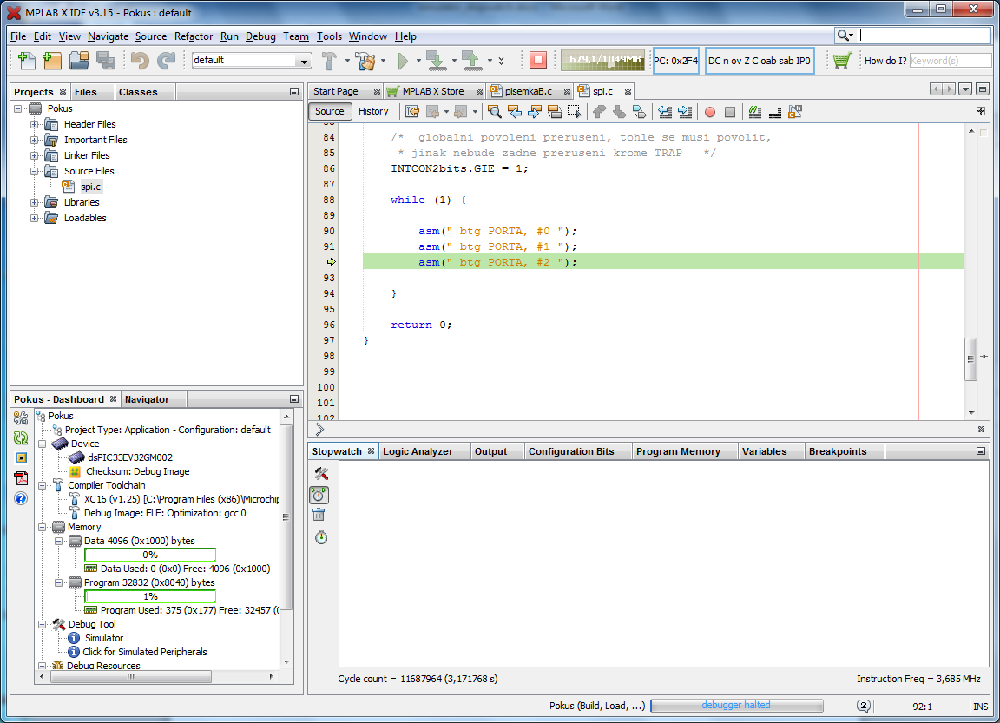 MPLAB X IDE v3.15 - Pokus : default
File Edit View Navigate Source Refactor Run Debug Team Tools Window Help
default 679,1/1049MB PC: 0x2F4 DC n ov Z C oab sab IP0 How do I? Keyword(s)
Projects Files Classes
Pokus
Header Files
Important Files
Linker Files
Source Files
spi.c
Libraries
Loadables
Start Page MPLAB X Store pisemkaB.c spi.c
Source History
84 /* globalni povoleni preruseni, tohle se musi povolit,
85 * jinak nebude zadne preruseni krome TRAP */
86 INTCON2bits.GIE = 1;
87
88 while (1) {
89
90 asm(" btg PORTA, #0 ");
91 asm(" btg PORTA, #1 ");
asm(" btg PORTA, #2 ");
93
94 }
95
96 return 0;
97 }
98
99
100
101
102
Pokus - Dashboard Navigator
Pokus
Project Type: Application - Configuration: default
Device
dsPIC33EV32GM002
Checksum: Debug Image
Compiler Toolchain
XC16 (v1.25) [C:\Program Files (x86)\Microchip
Debug Image: ELF: Optimization: gcc 0
Memory
Data 4096 (0x1000) bytes
0%
Data Used: 0 (0x0) Free: 4096 (0x1000)
Program 32832 (0x8040) bytes
1%
Program Used: 375 (0x177) Free: 32457 (
Debug Tool
Simulator
Click for Simulated Peripherals
Debug Resources
Stopwatch Logic Analyzer Output Configuration Bits Program Memory Variables Breakpoints
Cycle count = 11687964 (3,171768 s) Instruction Freq = 3,685 MHz
Pokus (Build, Load, ...) debugger halted 2 92:1 INS